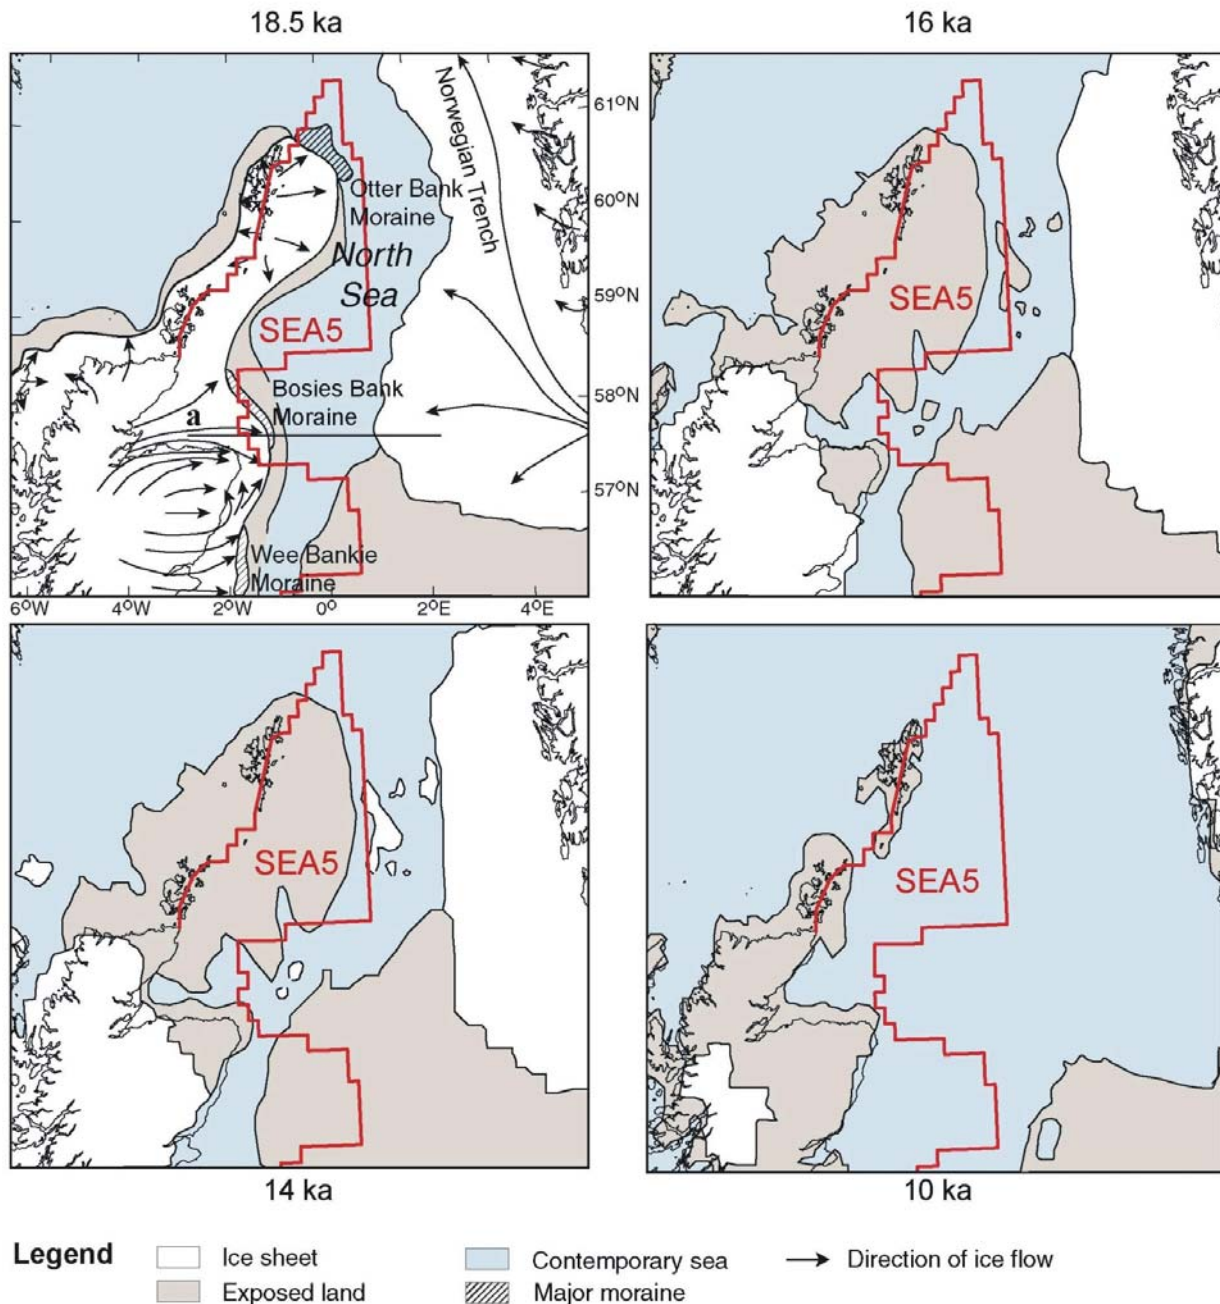 18.5 ka
16 ka
Norwegian Trench
61°N
Otter Bank
Moraine
60°N
North
Sea
59°N
SEA5
SEA5
58°N
Bosies Bank
Moraine
a
57°N
Wee Bankie
Moraine
6°W 4°W 2°W 0° 2°E 4°E
SEA5
SEA5
14 ka
10 ka
Legend
Ice sheet
Contemporary sea
Direction of ice flow
Exposed land
Major moraine